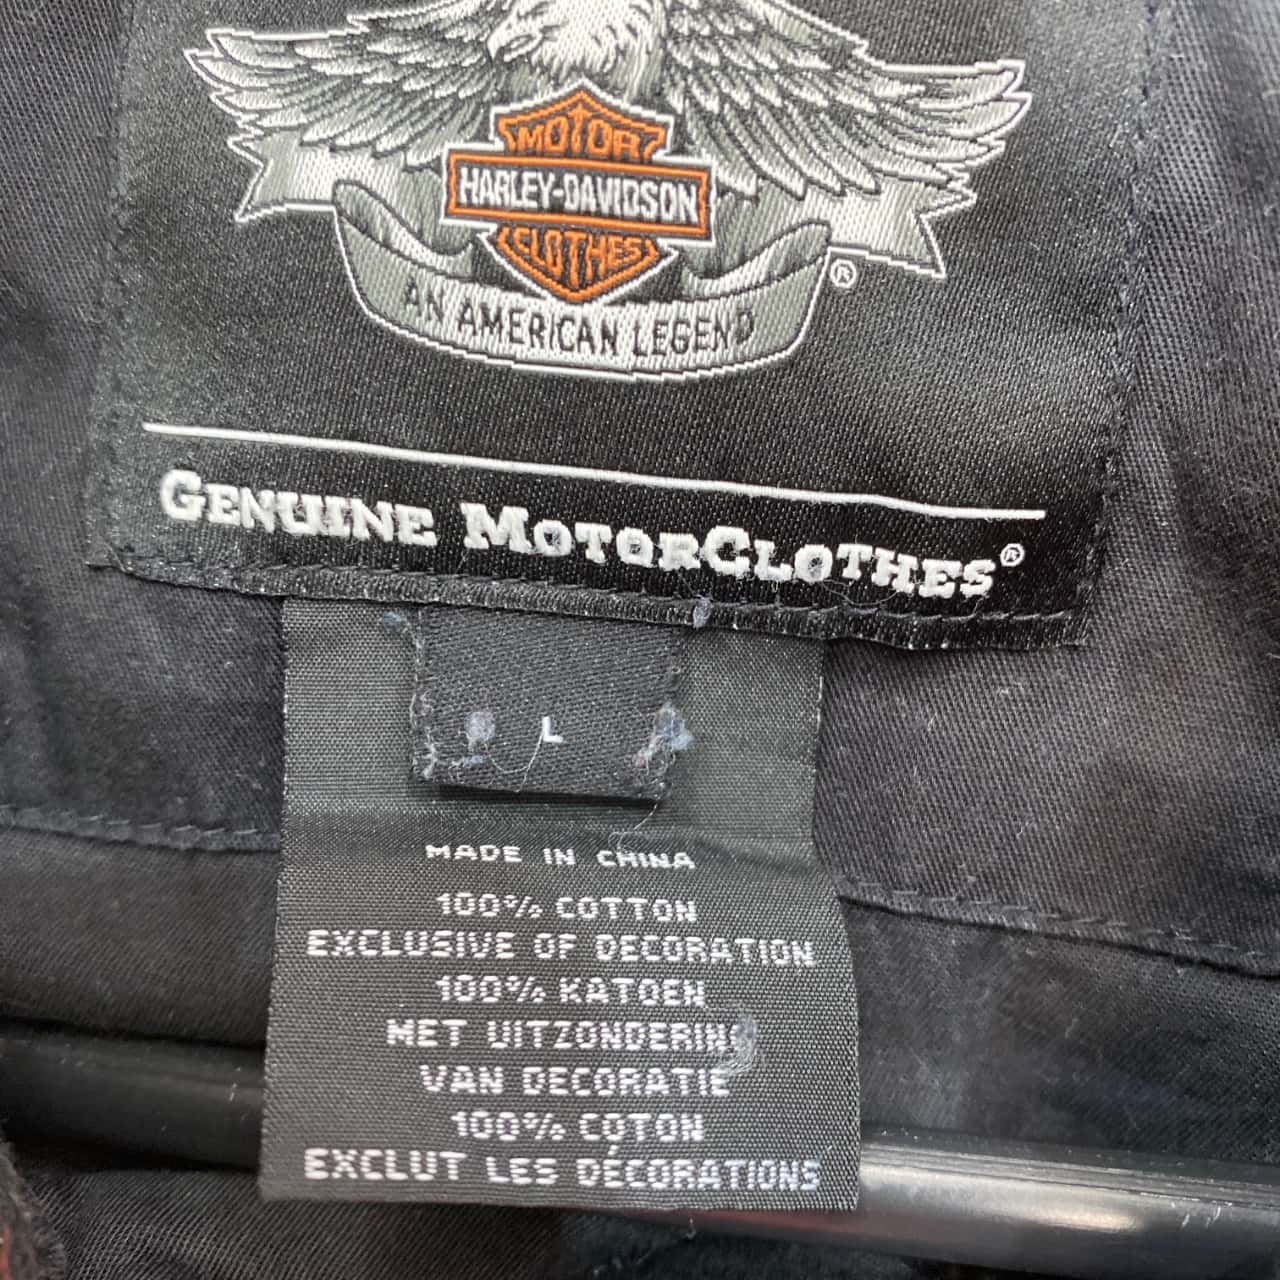 MOTOR
HARLEY-DAVIDSON
CLOTHES
AN AMERICAN LEGEND ®
GENUINE MOTORCLOTHES®
L
MADE IN CHINA
100% COTTON
EXCLUSIVE OF DECORATION
100% KATOEN
MET UITZONDERING
VAN DECORATIE
100% COTON
EXCLUT LES DÉCORATIONS